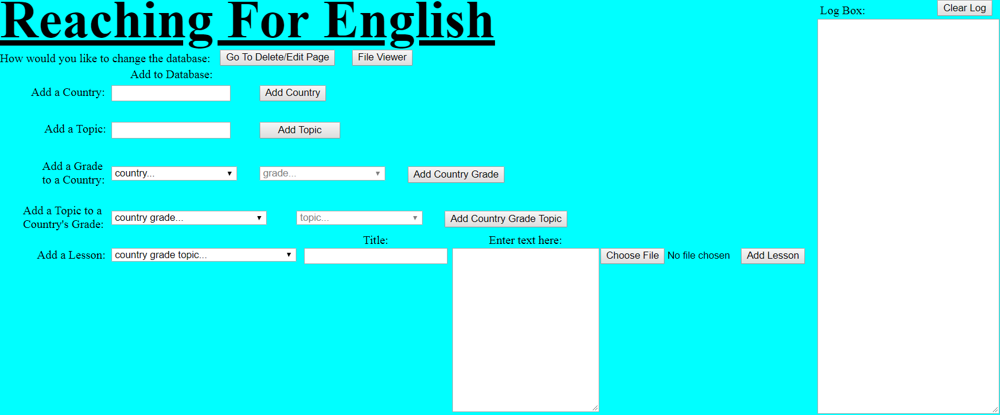 Reaching For English
Log Box:
Clear Log
How would you like to change the database:
Go To Delete/Edit Page
File Viewer
Add to Database:
Add a Country:
Add Country
Add a Topic:
Add Topic
Add a Grade
to a Country:
country...
grade...
Add Country Grade
Add a Topic to a
Country's Grade:
country grade...
topic...
Add Country Grade Topic
Title:
Enter text here:
Add a Lesson:
country grade topic...
Choose File
No file chosen
Add Lesson